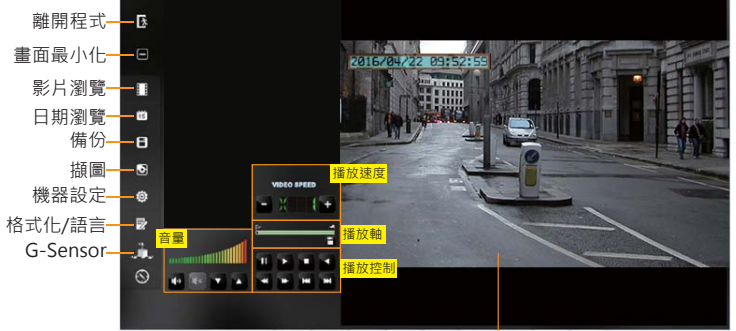 離開程式
畫面最小化
影片瀏覽
日期瀏覽
備份
擷圖
機器設定
格式化/語言
G-Sensor
2016/04/22 09:52:59
播放速度
VIDEO SPEED
播放軸
音量
播放控制